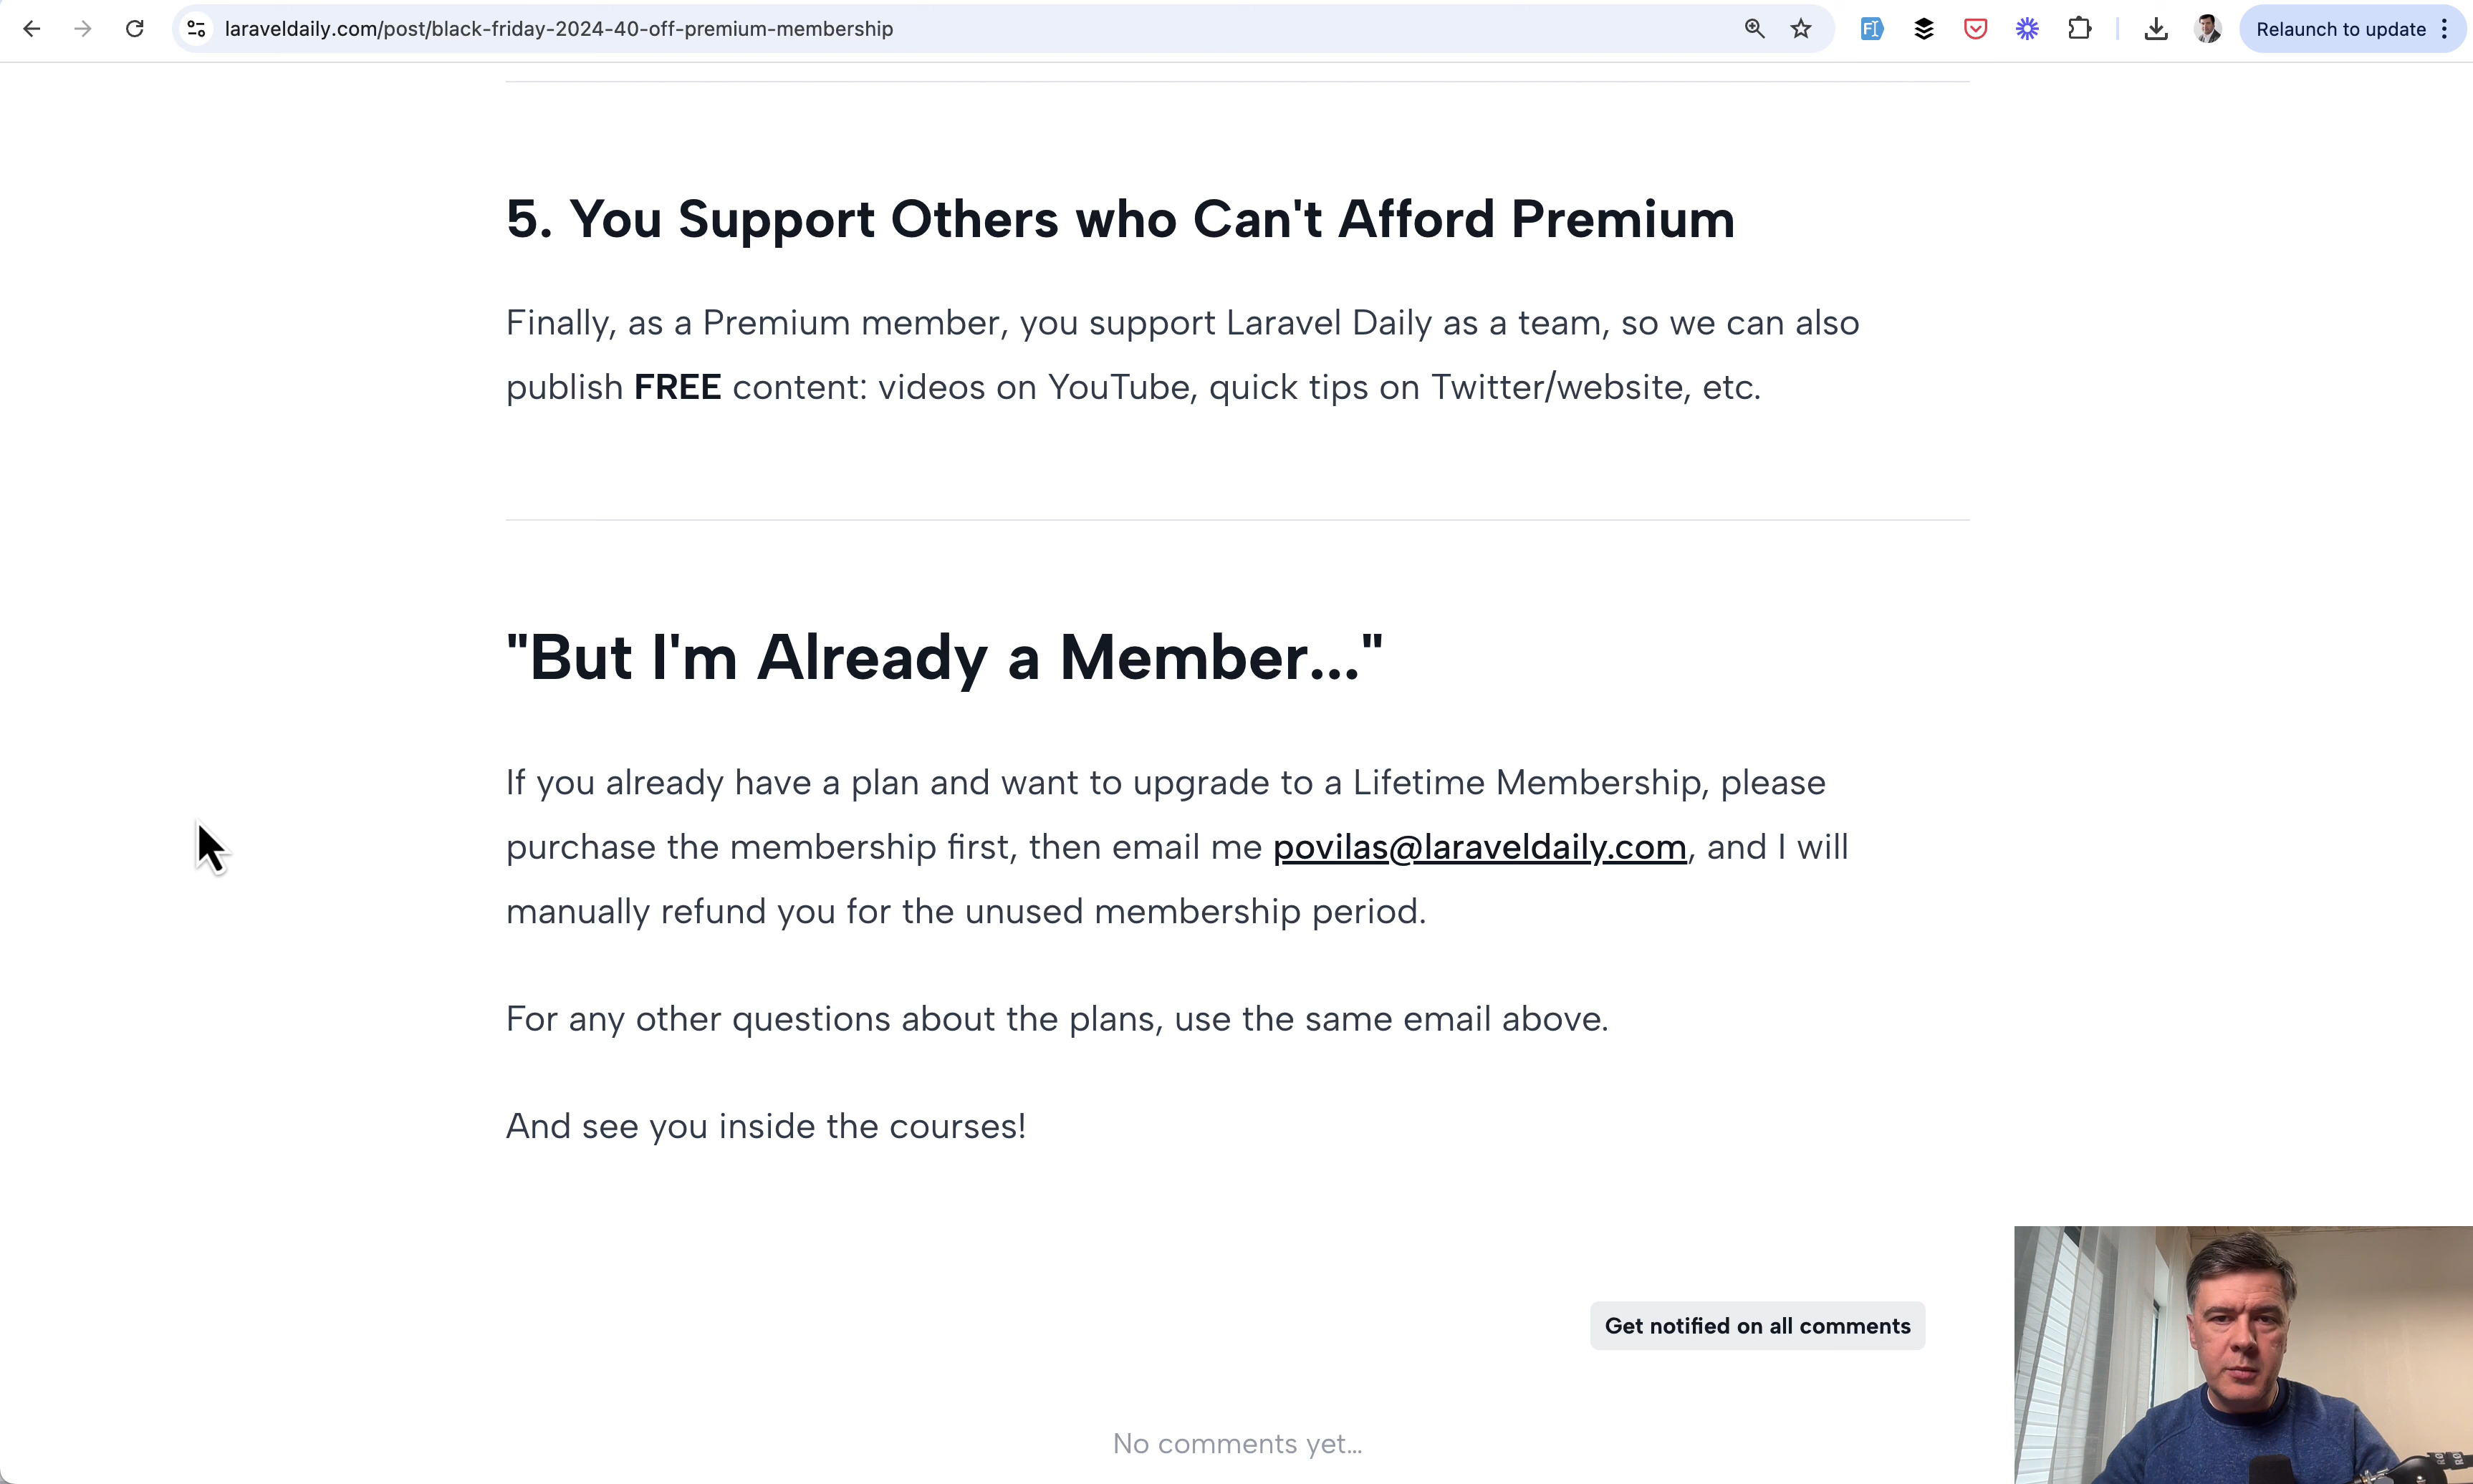 laraveldaily.com/post/black-friday-2024-40-off-premium-membership
Relaunch to update
5. You Support Others who Can't Afford Premium
Finally, as a Premium member, you support Laravel Daily as a team, so we can also
publish FREE content: videos on YouTube, quick tips on Twitter/website, etc.
"But I'm Already a Member..."
If you already have a plan and want to upgrade to a Lifetime Membership, please
purchase the membership first, then email me povilas@laraveldaily.com, and I will
manually refund you for the unused membership period.
For any other questions about the plans, use the same email above.
And see you inside the courses!
Get notified on all comments
No comments yet…